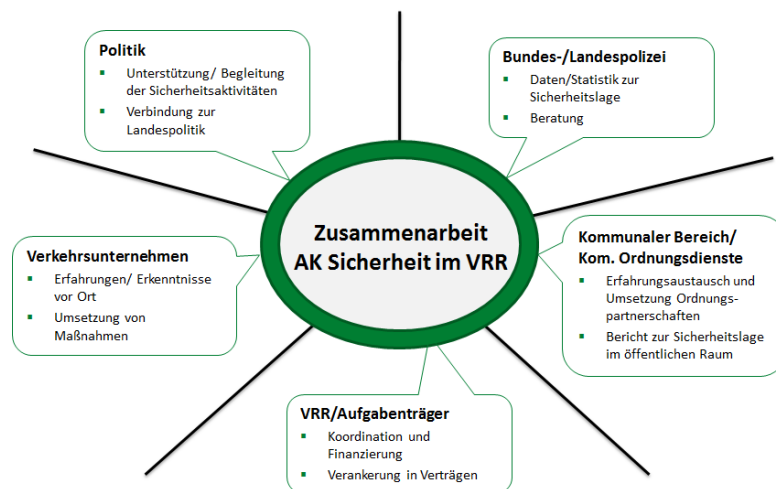 Politik
▪ Unterstützung/ Begleitung
der Sicherheitsaktivitäten
▪ Verbindung zur
Landespolitik
Bundes-/Landespolizei
▪ Daten/Statistik zur
Sicherheitslage
▪ Beratung
Zusammenarbeit
AK Sicherheit im VRR
Verkehrsunternehmen
▪ Erfahrungen/ Erkenntnisse
vor Ort
▪ Umsetzung von
Maßnahmen
Kommunaler Bereich/
Kom. Ordnungsdienste
▪ Erfahrungsaustausch und
Umsetzung Ordnungs-
partnerschaften
▪ Bericht zur Sicherheitslage
im öffentlichen Raum
VRR/Aufgabenträger
▪ Koordination und
Finanzierung
▪ Verankerung in Verträgen